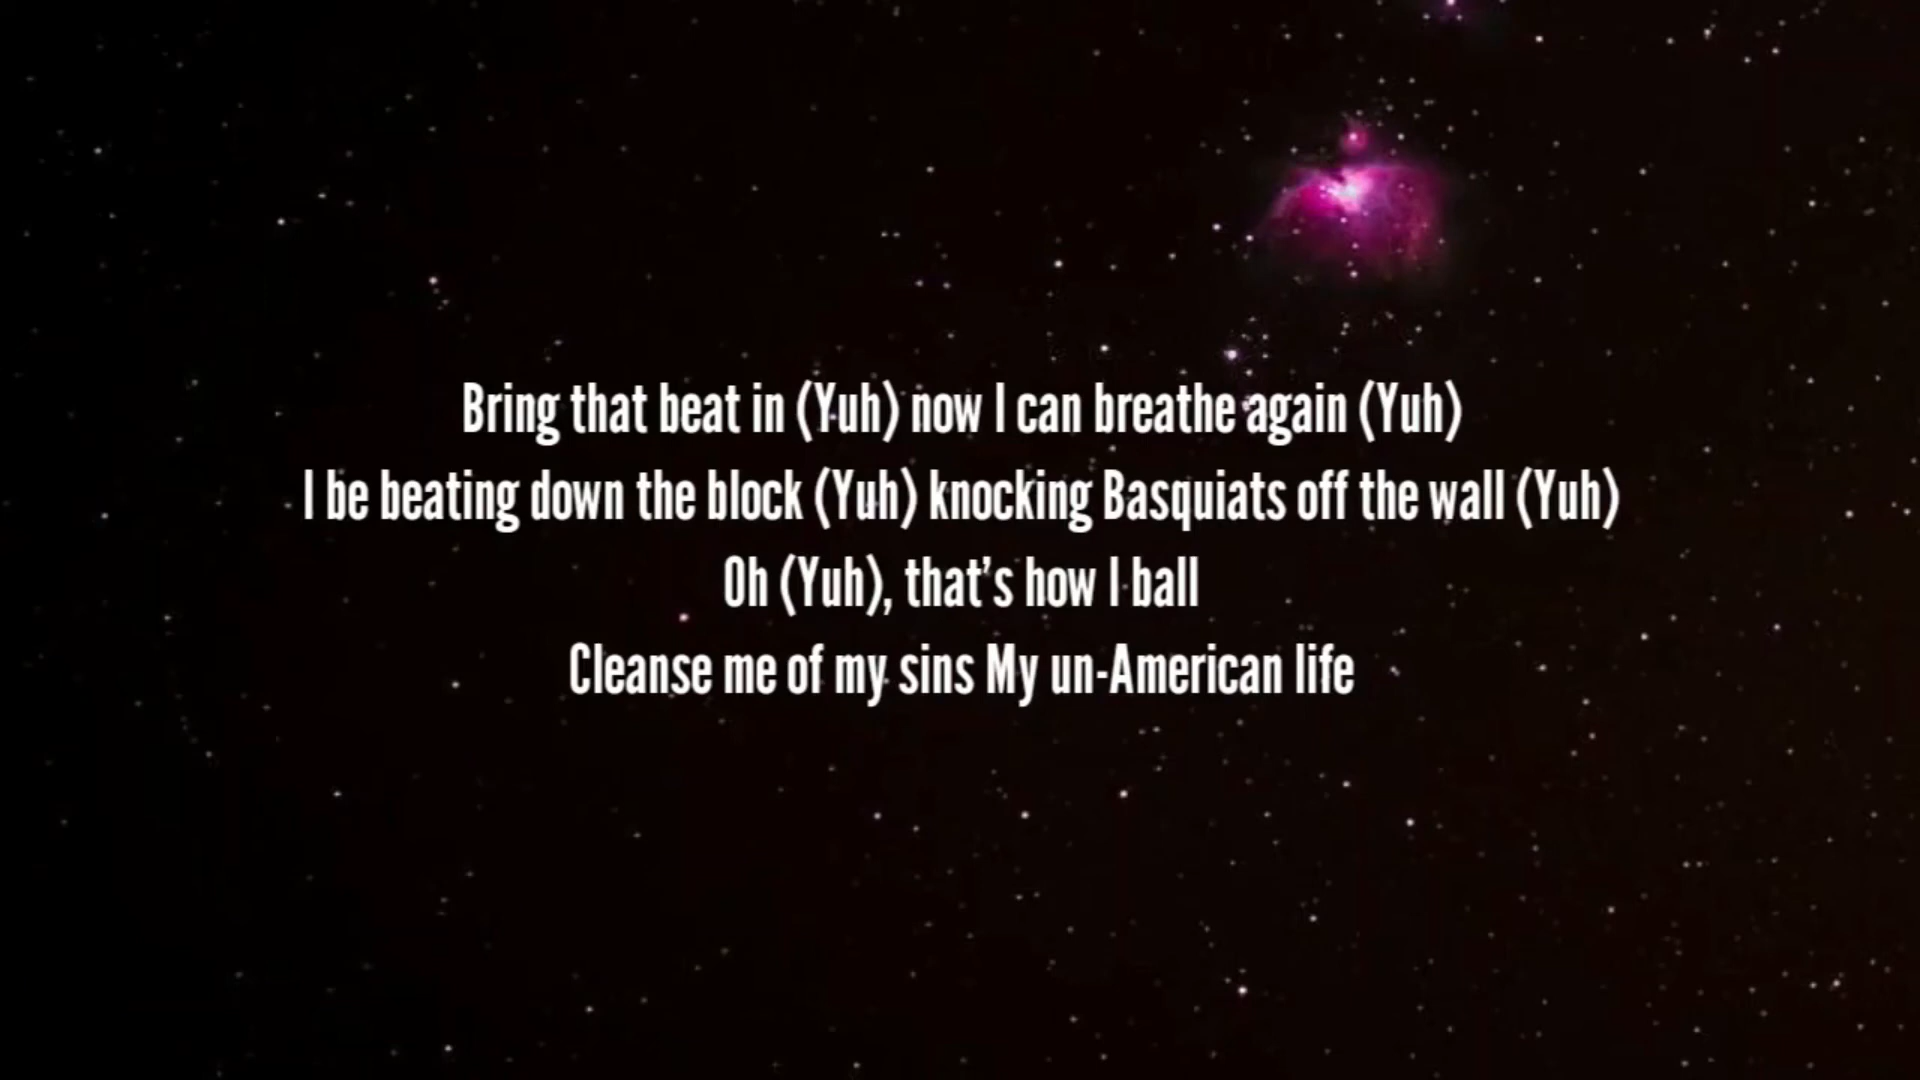 Bring that beat in (Yuh) now I can breathe again (Yuh)
I be beating down the block (Yuh) knocking Basquiats off the wall (Yuh)
Oh (Yuh), that's how I ball
Cleanse me of my sins My un-American life